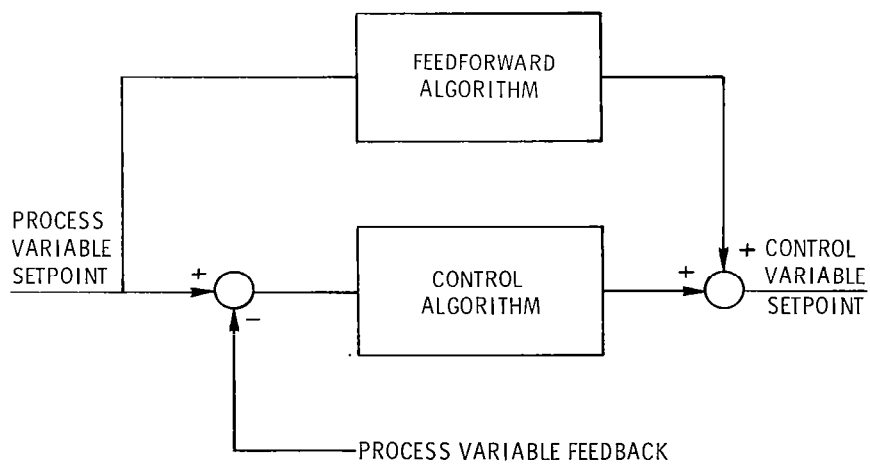 FEEDFORWARD
ALGORITHM
PROCESS
VARIABLE
SETPOINT
+
-
CONTROL
ALGORITHM
+
+
CONTROL
VARIABLE
SETPOINT
PROCESS VARIABLE FEEDBACK